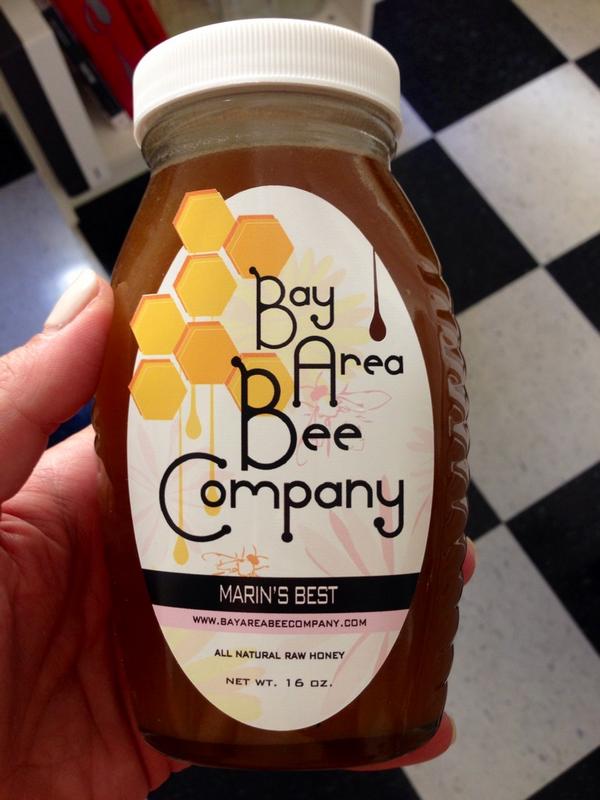 Bay
Area
Bee
Company
MARIN'S BEST
WWW.BAYAREABEECOMPANY.COM
ALL NATURAL RAW HONEY
NET WT. 16 OZ.